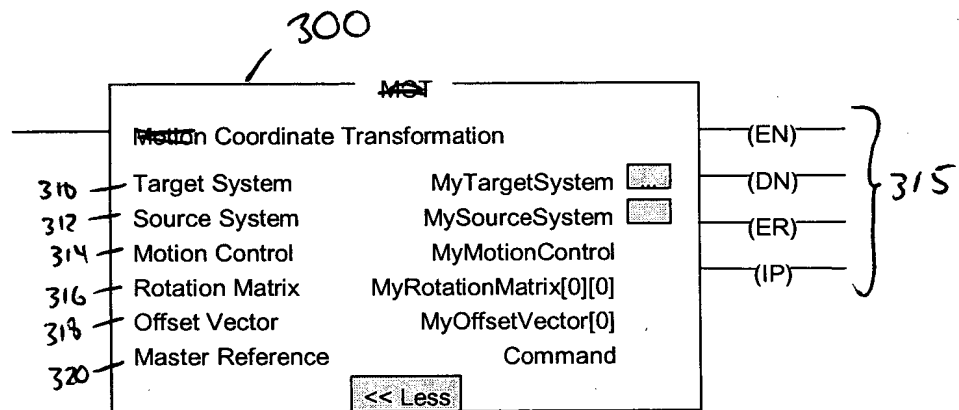 300
MCT
Motion Coordinate Transformation
310 Target System MyTargetSystem ...
312 Source System MySourceSystem
314 Motion Control MyMotionControl
316 Rotation Matrix MyRotationMatrix[0][0]
318 Offset Vector MyOffsetVector[0]
320 Master Reference Command
<< Less
(EN)
(DN)
(ER)
(IP)
315